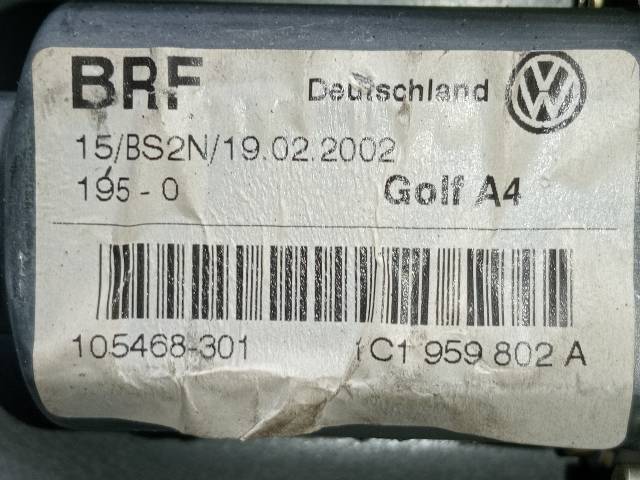 BRF Deutschland
15/BS2N/19.02.2002
195-0 Golf A4
105468-301 1C1 959 802 A